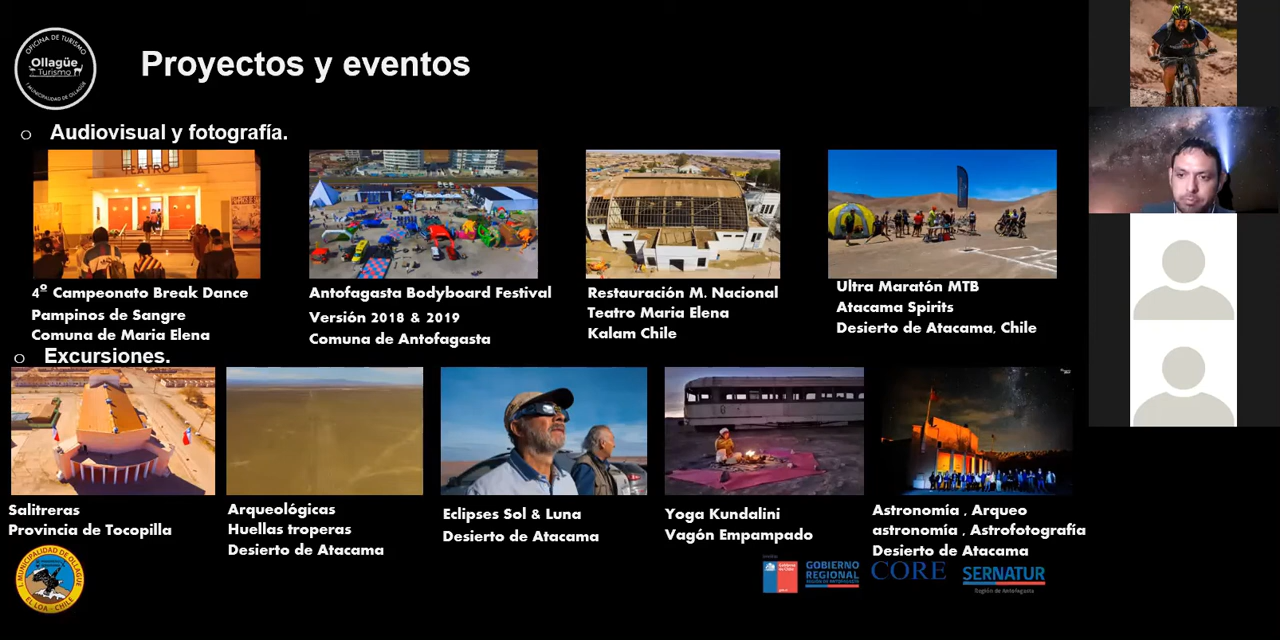 OFICINA DE TURISMO
Ollagüe
Turismo
I. MUNICIPALIDAD DE OLLAGÜE
Proyectos y eventos
Audiovisual y fotografía.
TEATRO
4º Campeonato Break Dance
Pampinos de Sangre
Comuna de Maria Elena
Antofagasta Bodyboard Festival
Versión 2018 & 2019
Comuna de Antofagasta
Restauración M. Nacional
Teatro Maria Elena
Kalam Chile
Ultra Maratón MTB
Atacama Spirits
Desierto de Atacama, Chile
Excursiones.
Salitreras
Provincia de Tocopilla
Arqueológicas
Huellas troperas
Desierto de Atacama
Eclipses Sol & Luna
Desierto de Atacama
Yoga Kundalini
Vagón Empampado
Astronomía , Arqueo
astronomía , Astrofotografía
Desierto de Atacama
I. MUNICIPALIDAD DE OLLAGÜE
EL LOA - CHILE
Gobierno de Chile
GOBIERNO
REGIONAL
REGIÓN DE ANTOFAGASTA
CORE
SERNATUR
Región de Antofagasta